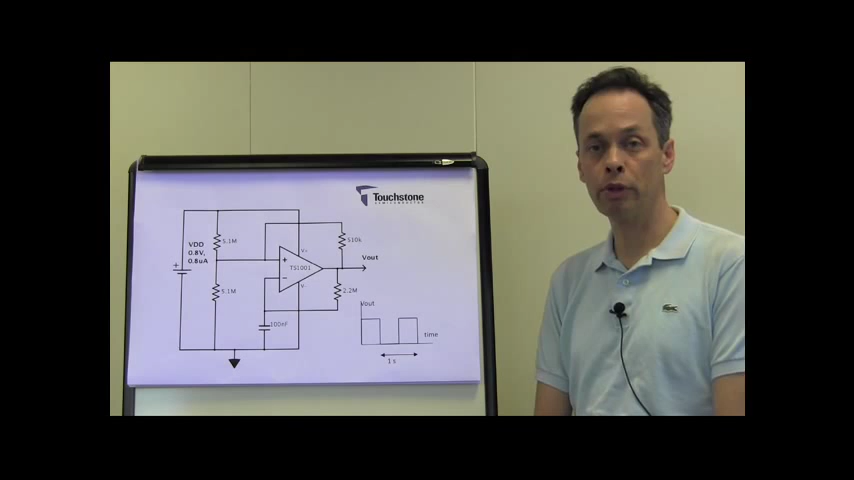 Touchstone
SEMICONDUCTOR
VDD
0.8V,
0.8uA
+
5.1M
5.1M
V+
+
TS1001
−
V-
510k
Vout
2.2M
100nF
Vout
time
1 s